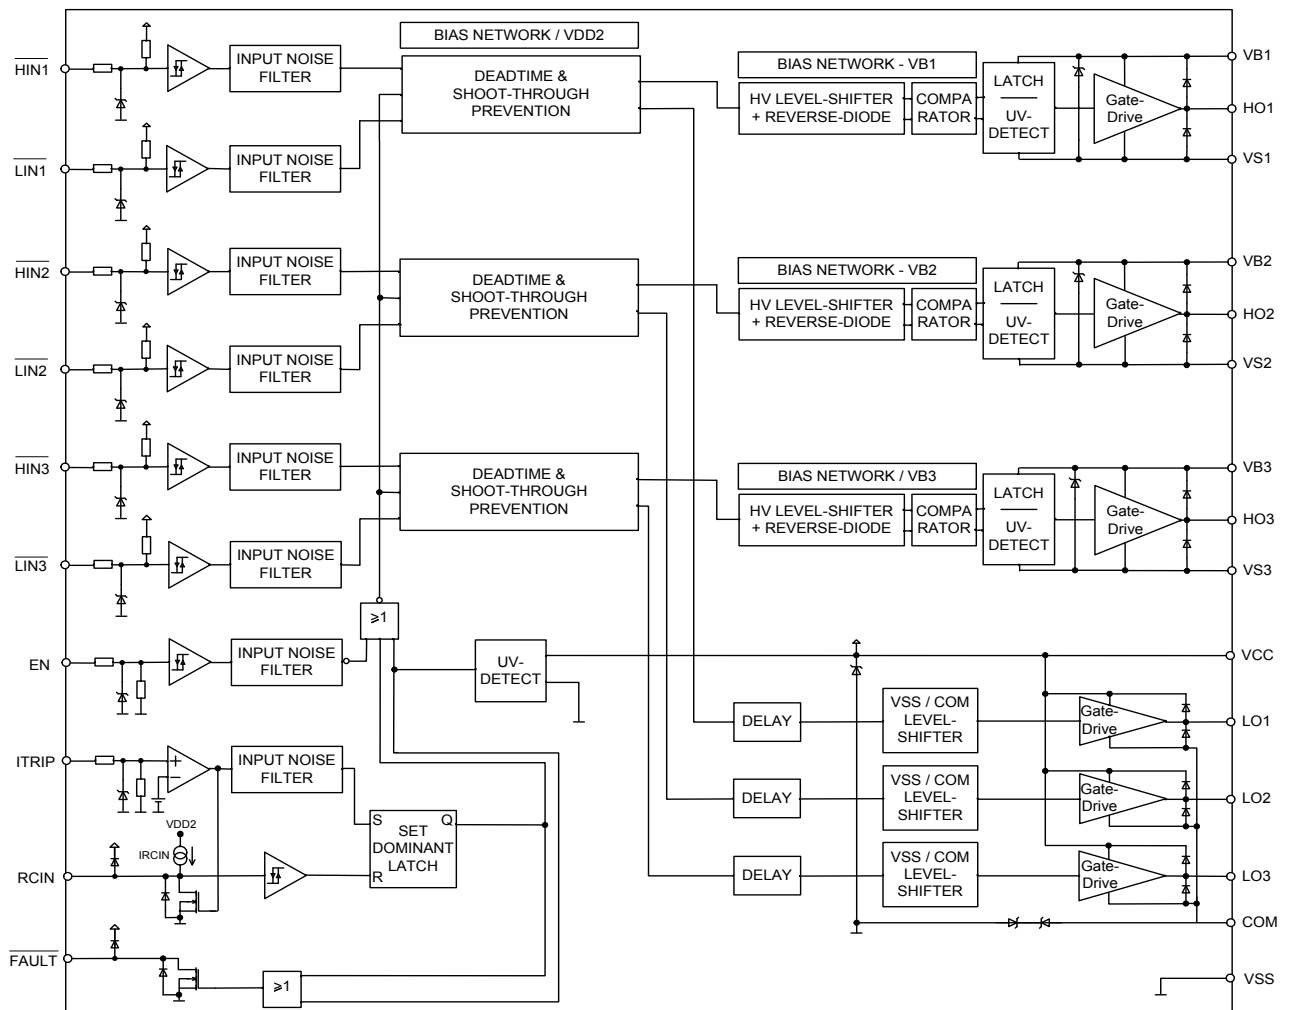 BIAS NETWORK / VDD2
HIN1
INPUT NOISE
FILTER
DEADTIME &
SHOOT-THROUGH
PREVENTION
BIAS NETWORK - VB1
HV LEVEL-SHIFTER
+ REVERSE-DIODE
COMPA
RATOR
LATCH
UV-
DETECT
Gate-
Drive
VB1
HO1
VS1
LIN1
INPUT NOISE
FILTER
HIN2
INPUT NOISE
FILTER
DEADTIME &
SHOOT-THROUGH
PREVENTION
BIAS NETWORK - VB2
HV LEVEL-SHIFTER
+ REVERSE-DIODE
COMPA
RATOR
LATCH
UV-
DETECT
Gate-
Drive
VB2
HO2
VS2
LIN2
INPUT NOISE
FILTER
HIN3
INPUT NOISE
FILTER
DEADTIME &
SHOOT-THROUGH
PREVENTION
BIAS NETWORK / VB3
HV LEVEL-SHIFTER
+ REVERSE-DIODE
COMPA
RATOR
LATCH
UV-
DETECT
Gate-
Drive
VB3
HO3
VS3
LIN3
INPUT NOISE
FILTER
≥1
EN
INPUT NOISE
FILTER
UV-
DETECT
VCC
DELAY
VSS / COM
LEVEL-
SHIFTER
Gate-
Drive
LO1
ITRIP
+
−
INPUT NOISE
FILTER
DELAY
VSS / COM
LEVEL-
SHIFTER
Gate-
Drive
LO2
VDD2
IRCIN
S
Q
SET
DOMINANT
LATCH
R
RCIN
DELAY
VSS / COM
LEVEL-
SHIFTER
Gate-
Drive
LO3
COM
FAULT
≥1
VSS